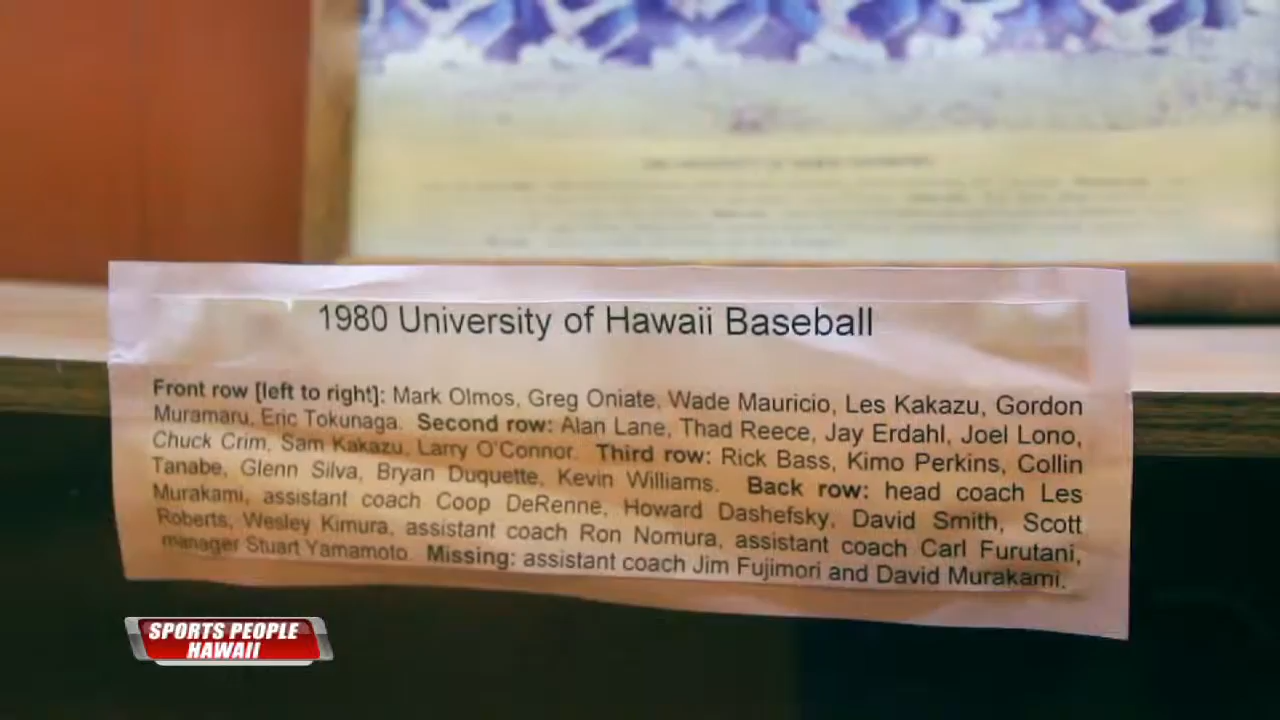 1980 University of Hawaii Baseball
Front row [left to right]: Mark Olmos, Greg Oniate, Wade Mauricio, Les Kakazu, Gordon
Muramaru, Eric Tokunaga. Second row: Alan Lane, Thad Reece, Jay Erdahl, Joel Lono,
Chuck Crim, Sam Kakazu, Larry O'Connor. Third row: Rick Bass, Kimo Perkins, Collin
Tanabe, Glenn Silva, Bryan Duquette, Kevin Williams. Back row: head coach Les
Murakami, assistant coach Coop DeRenne, Howard Dashefsky, David Smith, Scott
Roberts, Wesley Kimura, assistant coach Ron Nomura, assistant coach Carl Furutani,
manager Stuart Yamamoto. Missing: assistant coach Jim Fujimori and David Murakami.
SPORTS PEOPLE
HAWAII